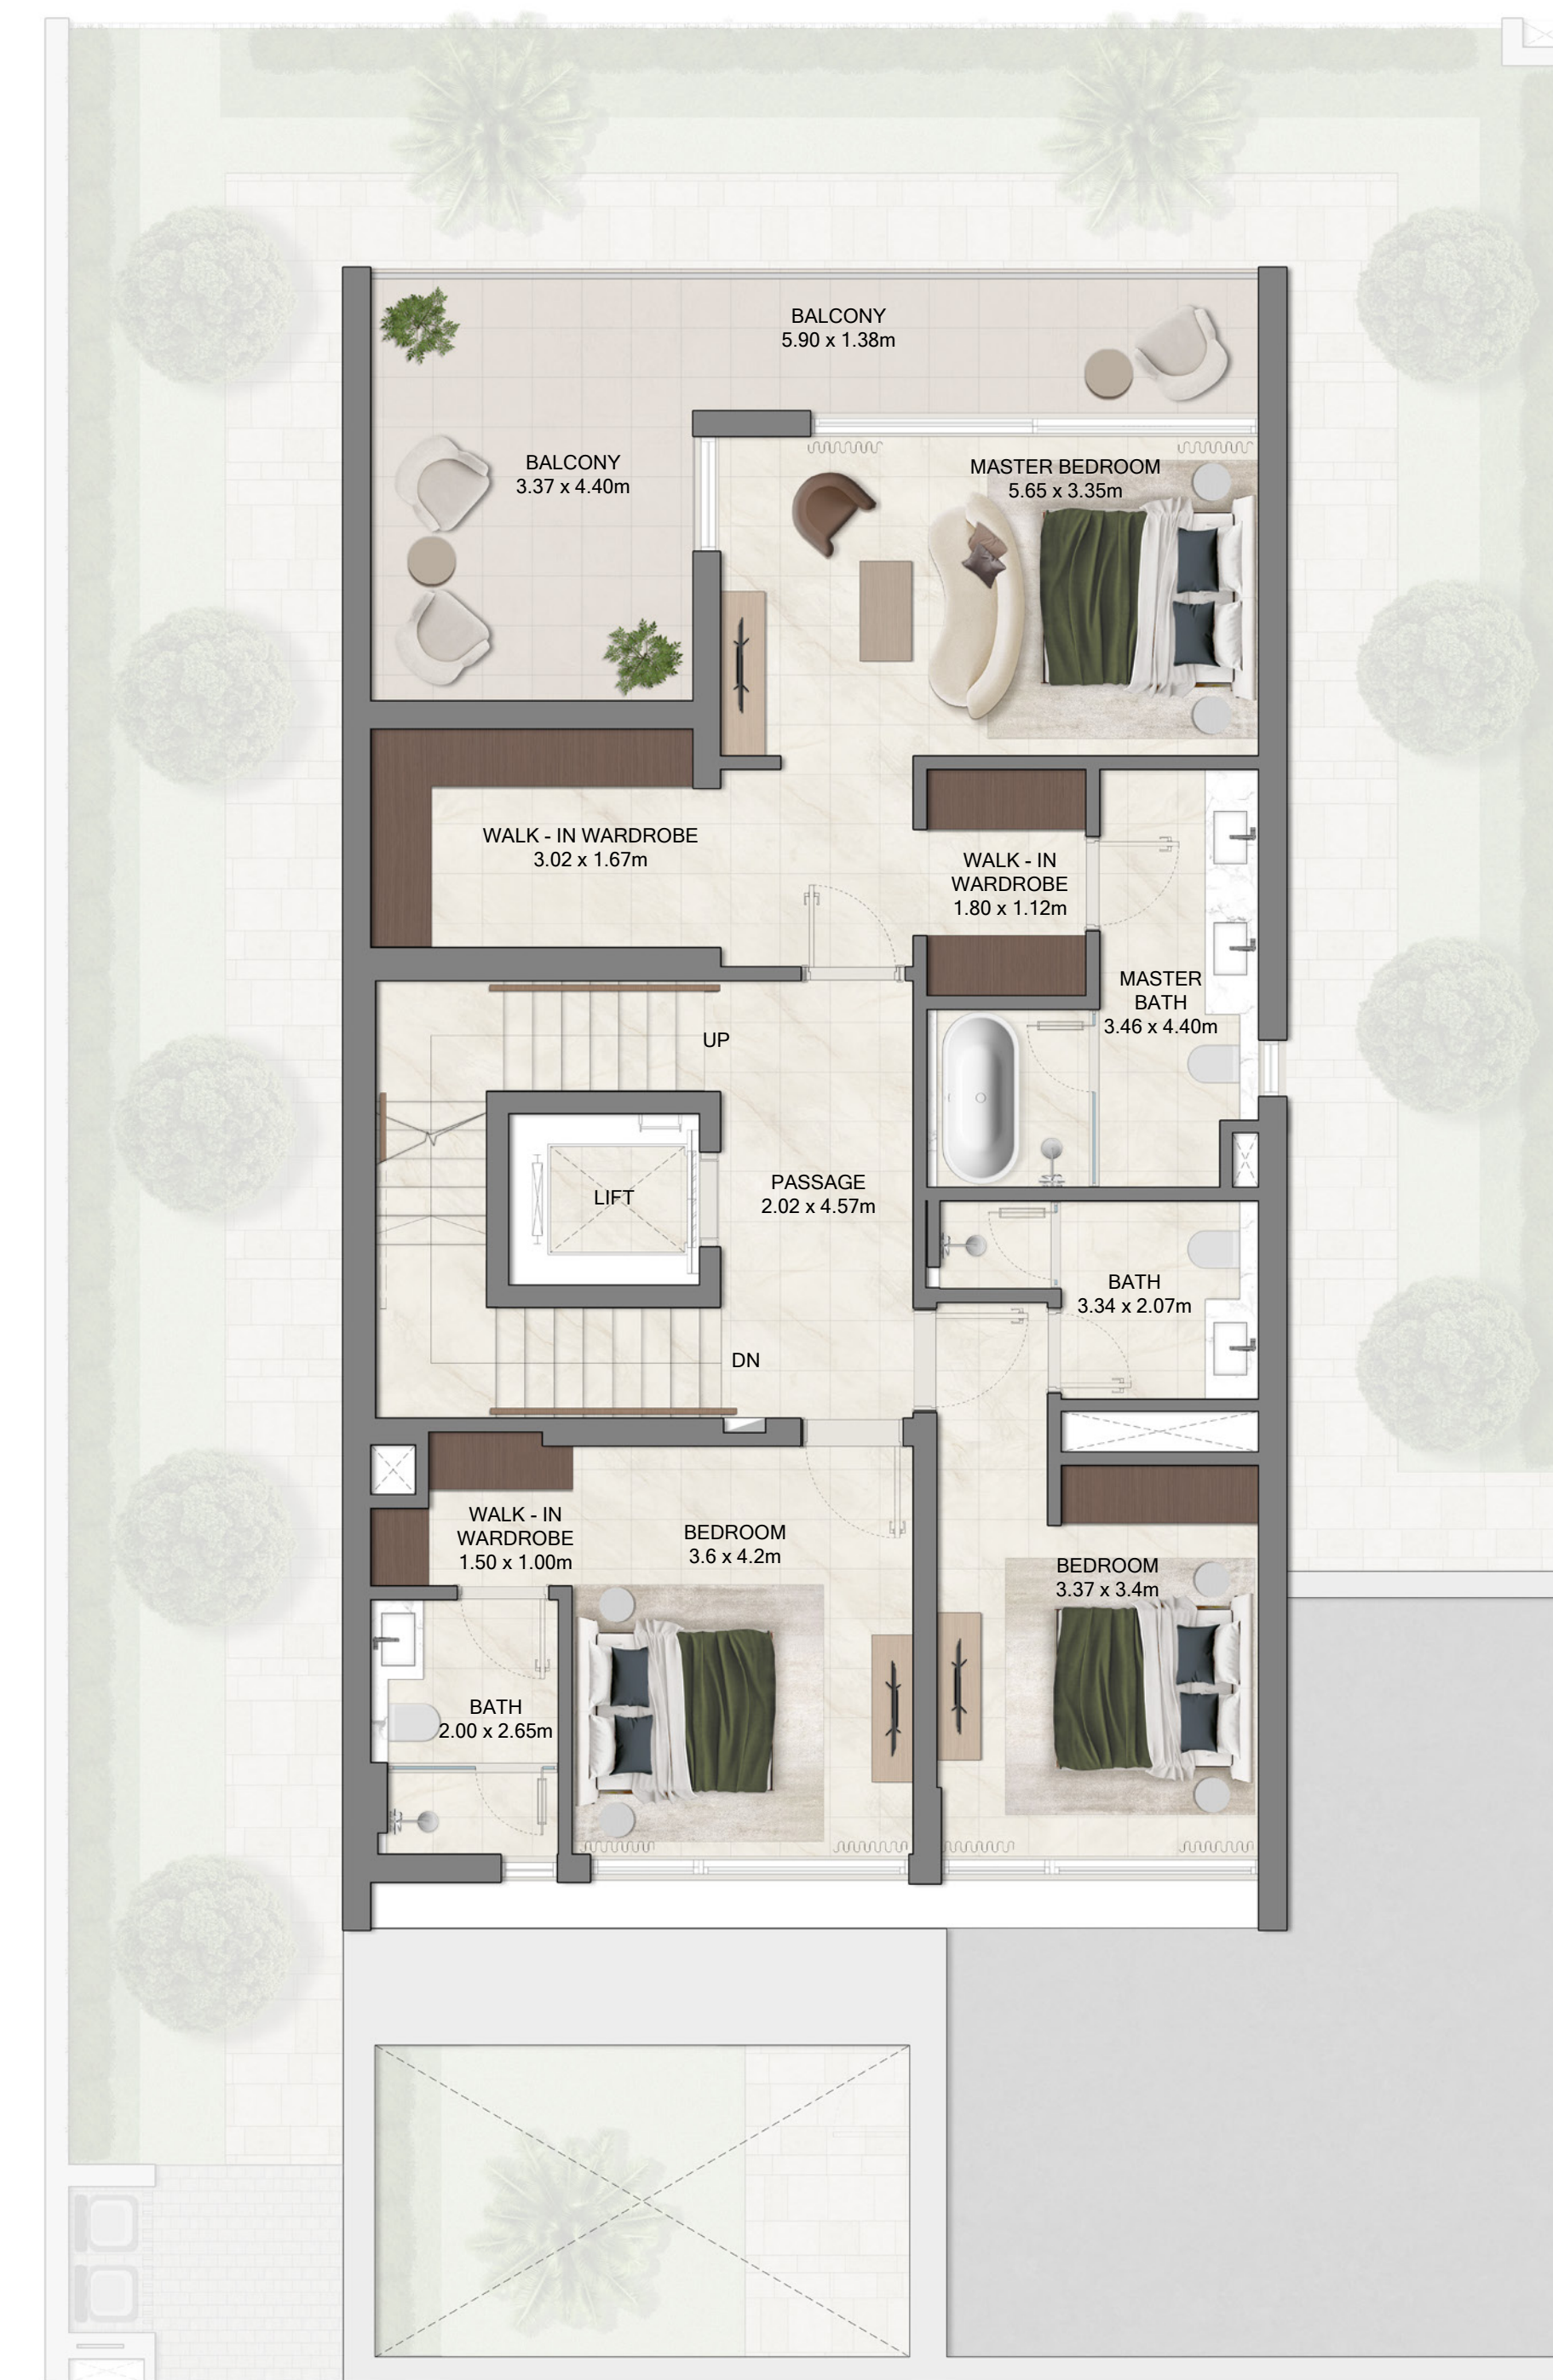 BALCONY
5.90 x 1.38m
BALCONY
3.37 x 4.40m
MASTER BEDROOM
5.65 x 3.35m
WALK - IN WARDROBE
3.02 x 1.67m
WALK - IN
WARDROBE
1.80 x 1.12m
MASTER
BATH
3.46 x 4.40m
UP
LIFT
PASSAGE
2.02 x 4.57m
BATH
3.34 x 2.07m
DN
WALK - IN
WARDROBE
1.50 x 1.00m
BEDROOM
3.6 x 4.2m
BEDROOM
3.37 x 3.4m
BATH
2.00 x 2.65m